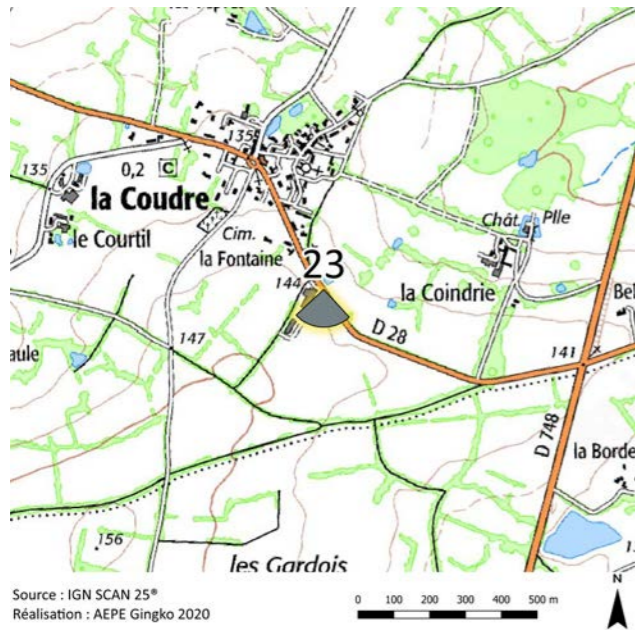 135
135
0,2 C
la Coudre
le Courtil
Cim.
la Fontaine
Chât.
Plle
23
144
la Coindrie
Bel
147
aule
D 28
141
D 748
la Borde
156
les Gardois
Source : IGN SCAN 25®
Réalisation : AEPE Gingko 2020
0 100 200 300 400 500 m
N